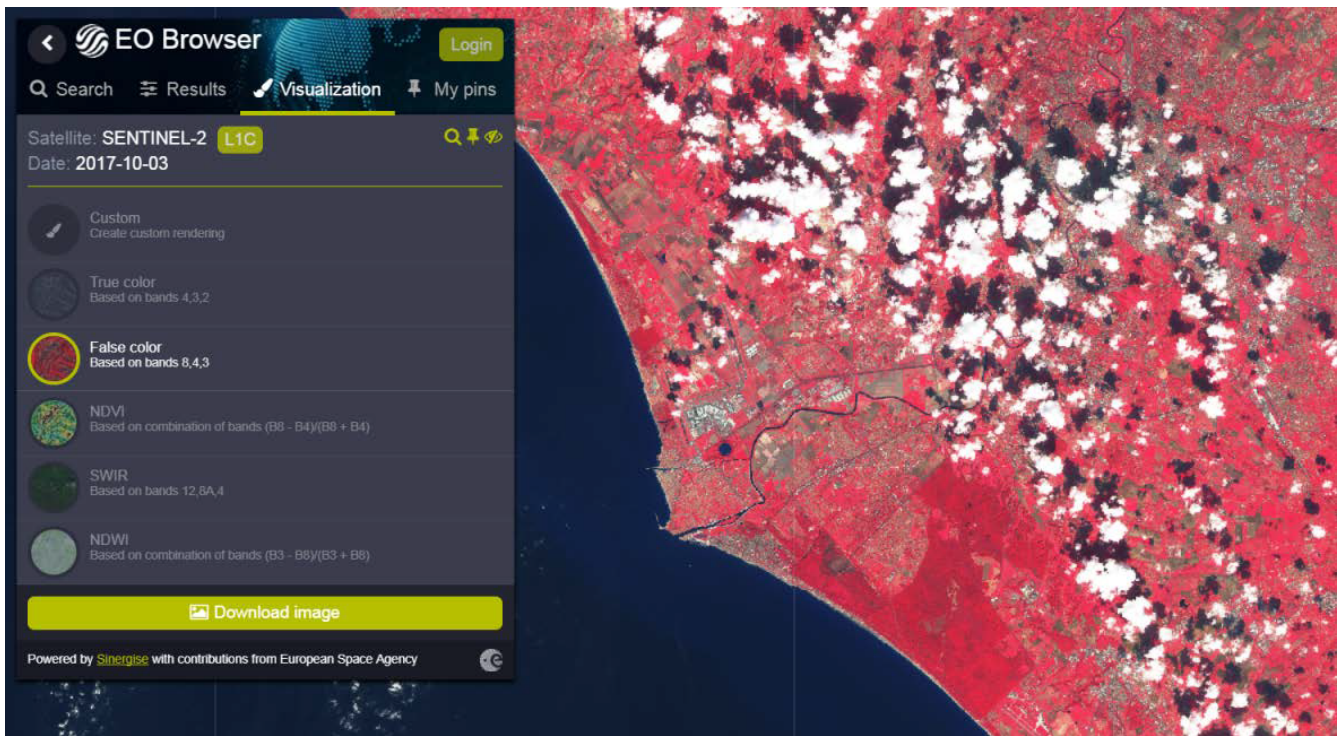 EO Browser
Login
Search Results Visualization My pins
Satellite: SENTINEL-2 L1C
Date: 2017-10-03
Custom
Create custom rendering
True color
Based on bands 4,3,2
False color
Based on bands 8,4,3
NDVI
Based on combination of bands (B8 - B4)/(B8 + B4)
SWIR
Based on bands 12,8A,4
NDWI
Based on combination of bands (B3 - B8)/(B3 + B8)
Download image
Powered by Sinergise with contributions from European Space Agency